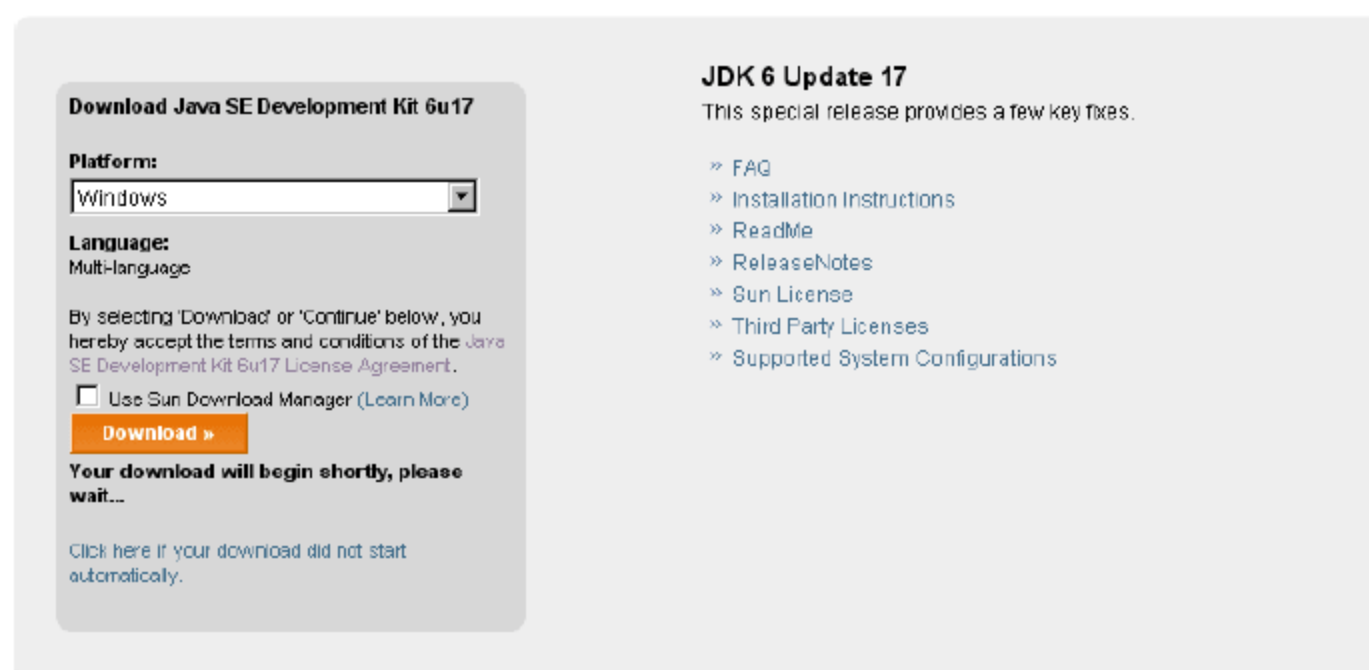 Download Java SE Development Kit 6u17
Platform:
Windows
Language:
Multi-language
By selecting 'Download' or 'Continue' below, you
hereby accept the terms and conditions of the Java
SE Development Kit 6u17 License Agreement.
Use Sun Download Manager (Learn More)
Download »
Your download will begin shortly, please
wait...
Click here if your download did not start
automatically.
JDK 6 Update 17
This special release provides a few key fixes.
» FAQ
» Installation Instructions
» ReadMe
» ReleaseNotes
» Sun License
» Third Party Licenses
» Supported System Configurations